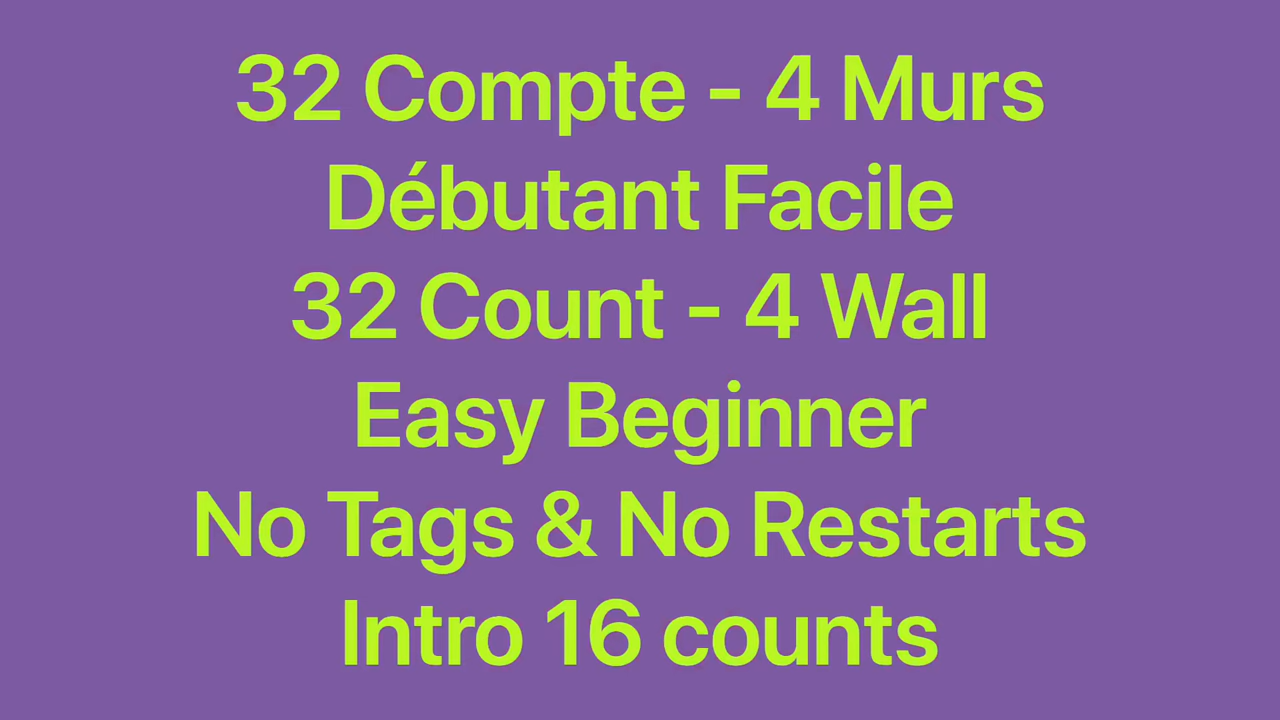 32 Compte - 4 Murs
Débutant Facile
32 Count - 4 Wall
Easy Beginner
No Tags & No Restarts
Intro 16 counts